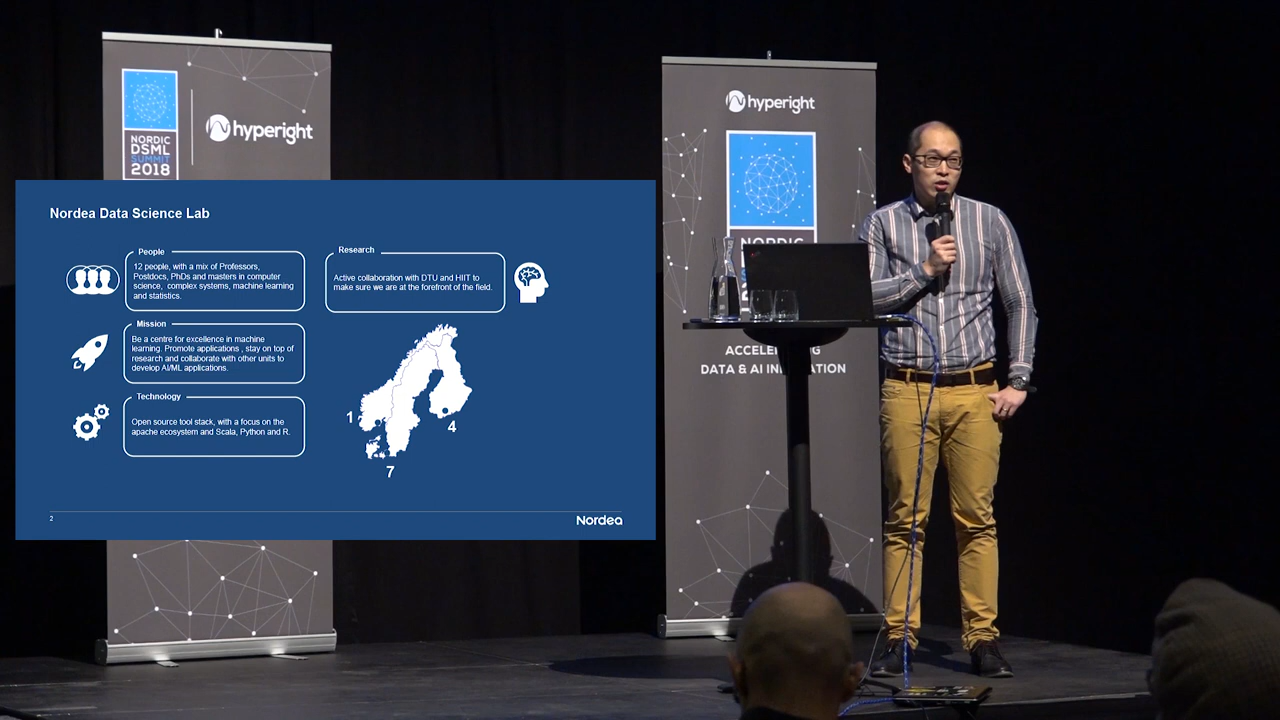 NORDIC
DSML
SUMMIT
2018
hyperight
Nordea Data Science Lab
People
12 people, with a mix of Professors,
Postdocs, PhDs and masters in computer
science, complex systems, machine learning
and statistics.
Mission
Be a centre for excellence in machine
learning. Promote applications , stay on top of
research and collaborate with other units to
develop AI/ML applications.
Technology
Open source tool stack, with a focus on the
apache ecosystem and Scala, Python and R.
Research
Active collaboration with DTU and HIIT to
make sure we are at the forefront of the field.
1
4
7
2
Nordea
hyperight
NORDIC
DATA & AI